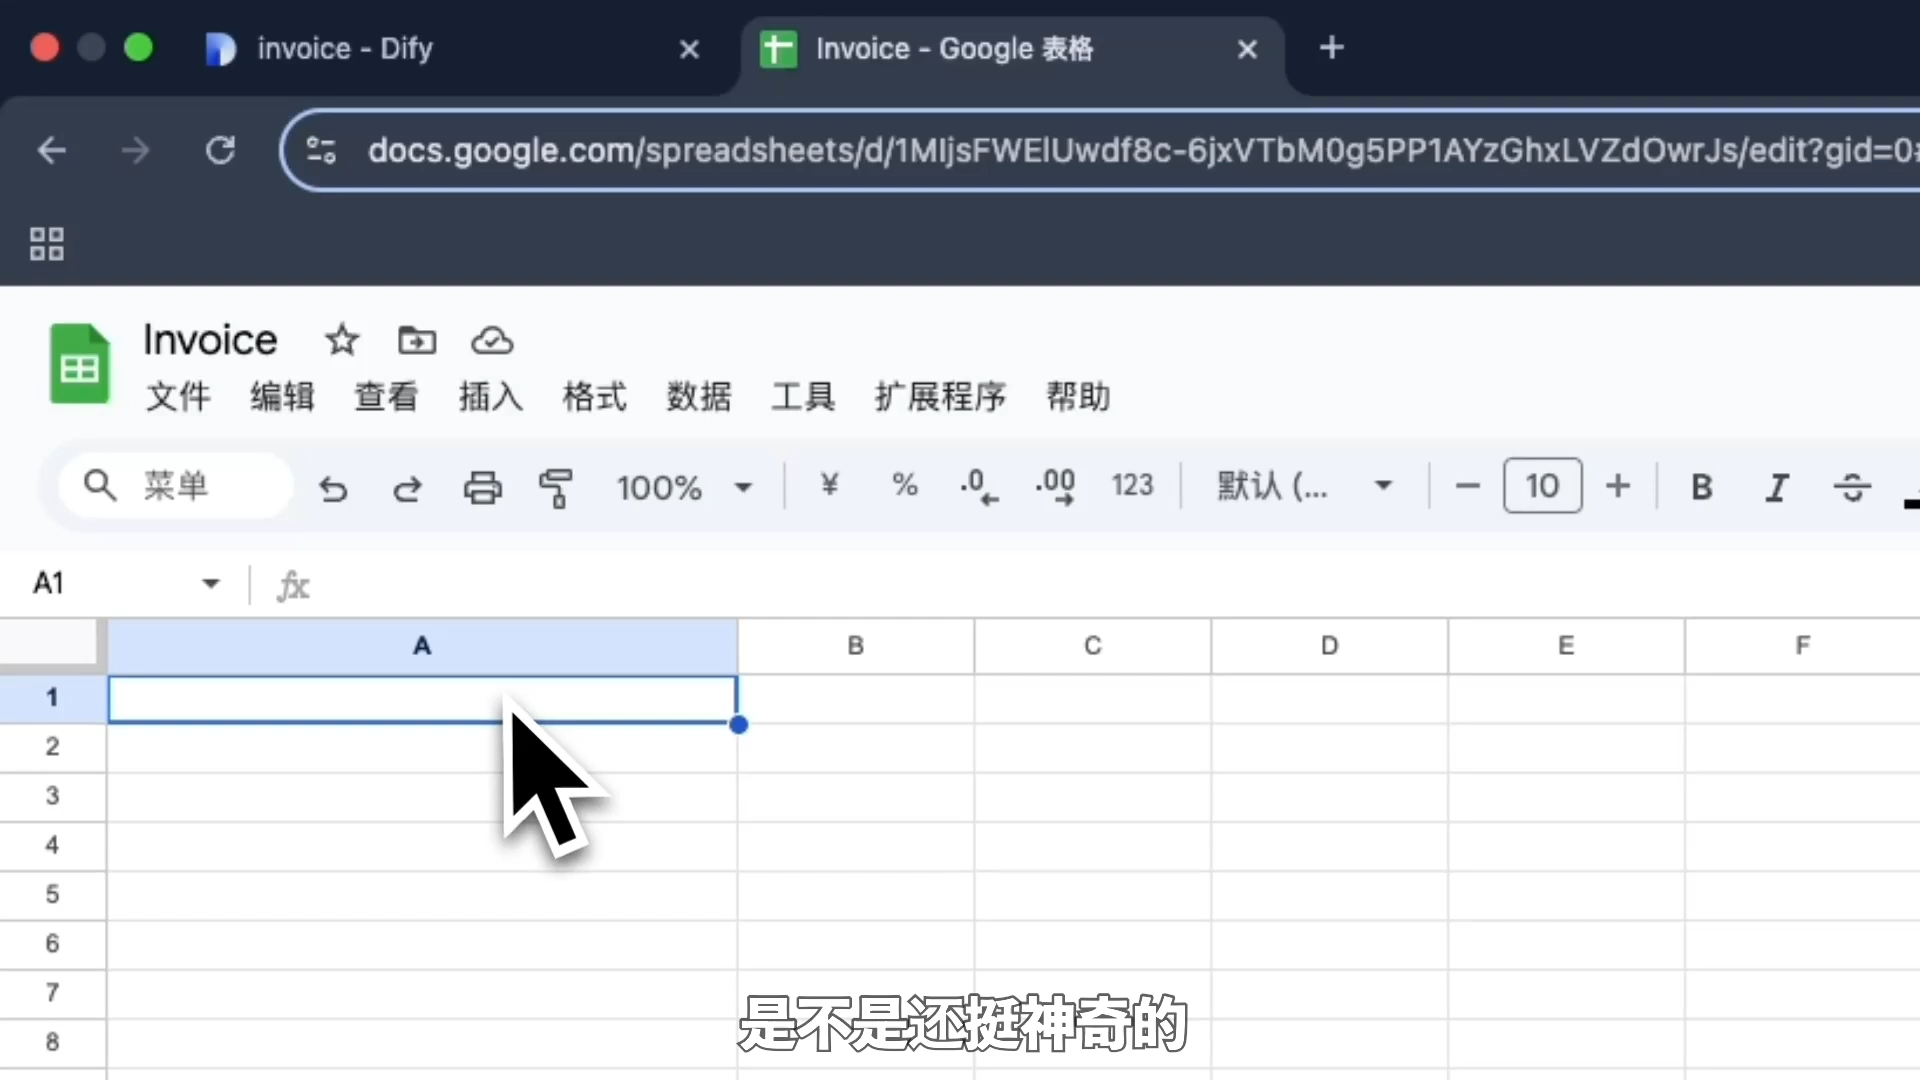 invoice - Dify
Invoice - Google 表格
docs.google.com/spreadsheets/d/1MIjsFWElUwdf8c-6jxVTbM0g5PP1AYzGhxLVZdOwrJs/edit?gid=0#
Invoice
文件 编辑 查看 插入 格式 数据 工具 扩展程序 帮助
菜单 100% ¥ % .0 .00 123 默认 (... 10 B I S
A1 fx
A B C D E F
1
2
3
4
5
6
7
8
是不是还挺神奇的